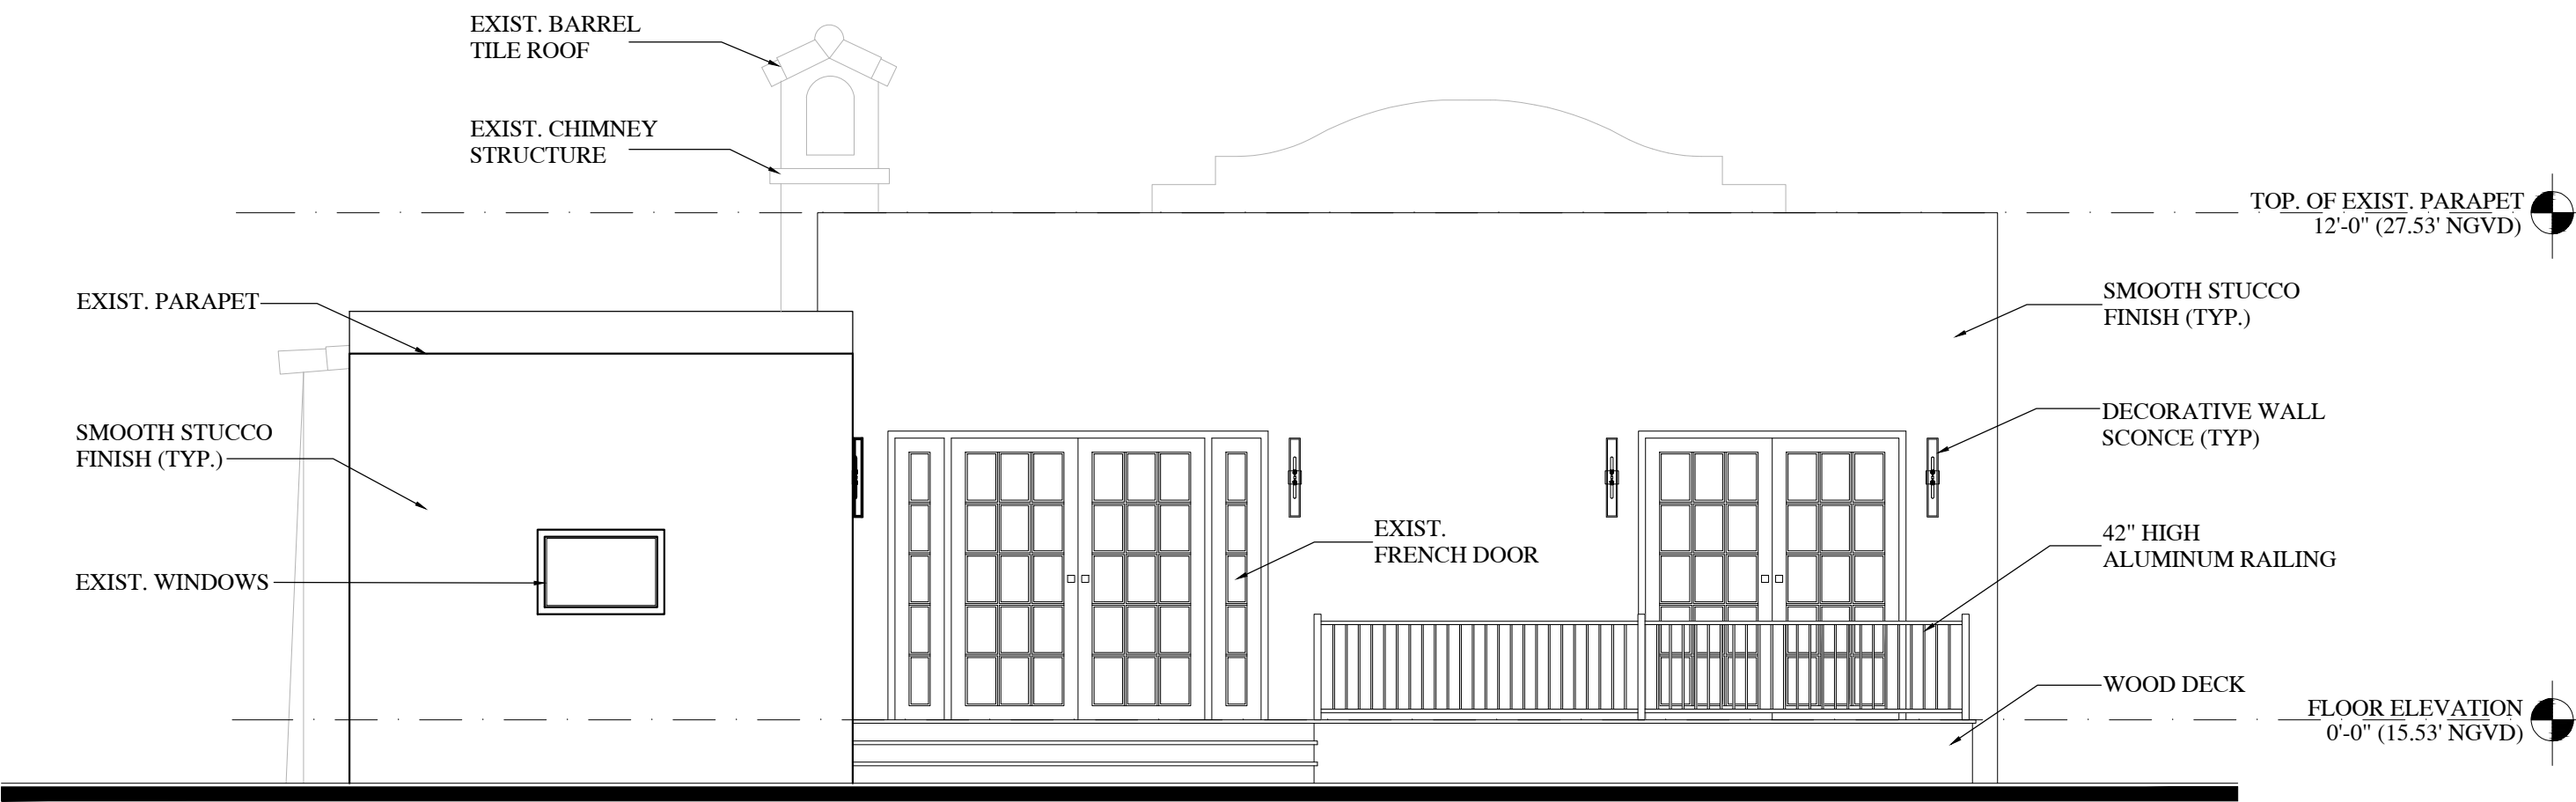 EXIST. BARREL
TILE ROOF
EXIST. CHIMNEY
STRUCTURE
TOP. OF EXIST. PARAPET
12'-0" (27.53' NGVD)
EXIST. PARAPET
SMOOTH STUCCO
FINISH (TYP.)
DECORATIVE WALL
SCONCE (TYP)
SMOOTH STUCCO
FINISH (TYP.)
EXIST.
FRENCH DOOR
42" HIGH
ALUMINUM RAILING
EXIST. WINDOWS
WOOD DECK
FLOOR ELEVATION
0'-0" (15.53' NGVD)